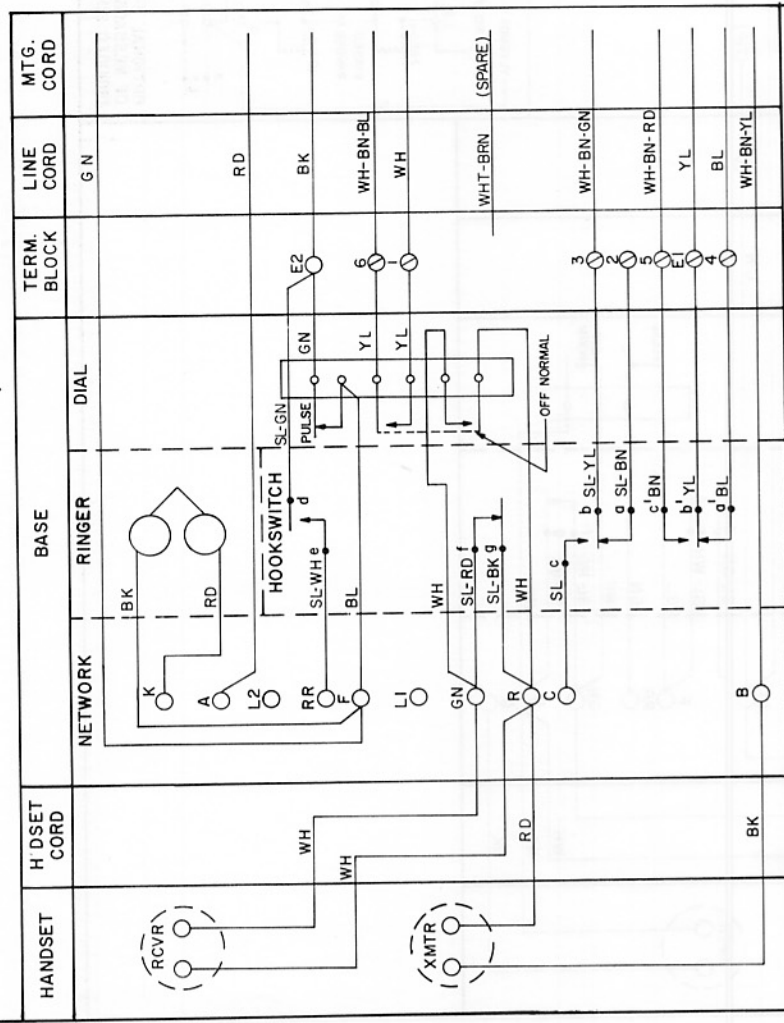 HANDSET
H'DSET
CORD
BASE
TERM.
BLOCK
LINE
CORD
MTG.
CORD
NETWORK
RINGER
DIAL
RCVR
XMTR
WH
WH
RD
BK
K
A
L2
RR
F
L1
GN
R
C
B
BK
RD
HOOKSWITCH
d
SL-WH e
BL
WH
SL-RD f
SL-BK g
WH
SL c
b SL-YL
a SL-BN
c' BN
b' YL
a' BL
SL-GN
PULSE
GN
YL
YL
OFF NORMAL
E2
6
1
3
2
5
E1
4
GN
RD
BK
WH-BN-BL
WH
WHT-BRN
(SPARE)
WH-BN-GN
WH-BN-RD
YL
BL
WH-BN-YL